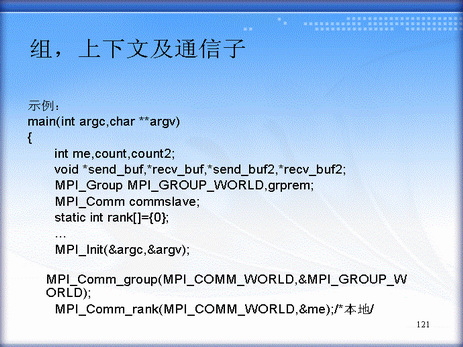 组，上下文及通信子
示例：
main(int argc,char **argv)
{
int me,count,count2;
void *send_buf,*recv_buf,*send_buf2,*recv_buf2;
MPI_Group MPI_GROUP_WORLD,grprem;
MPI_Comm commslave;
static int rank[]={0};
…
MPI_Init(&argc,&argv);
MPI_Comm_group(MPI_COMM_WORLD,&MPI_GROUP_W
ORLD);
MPI_Comm_rank(MPI_COMM_WORLD,&me);/*本地/
121